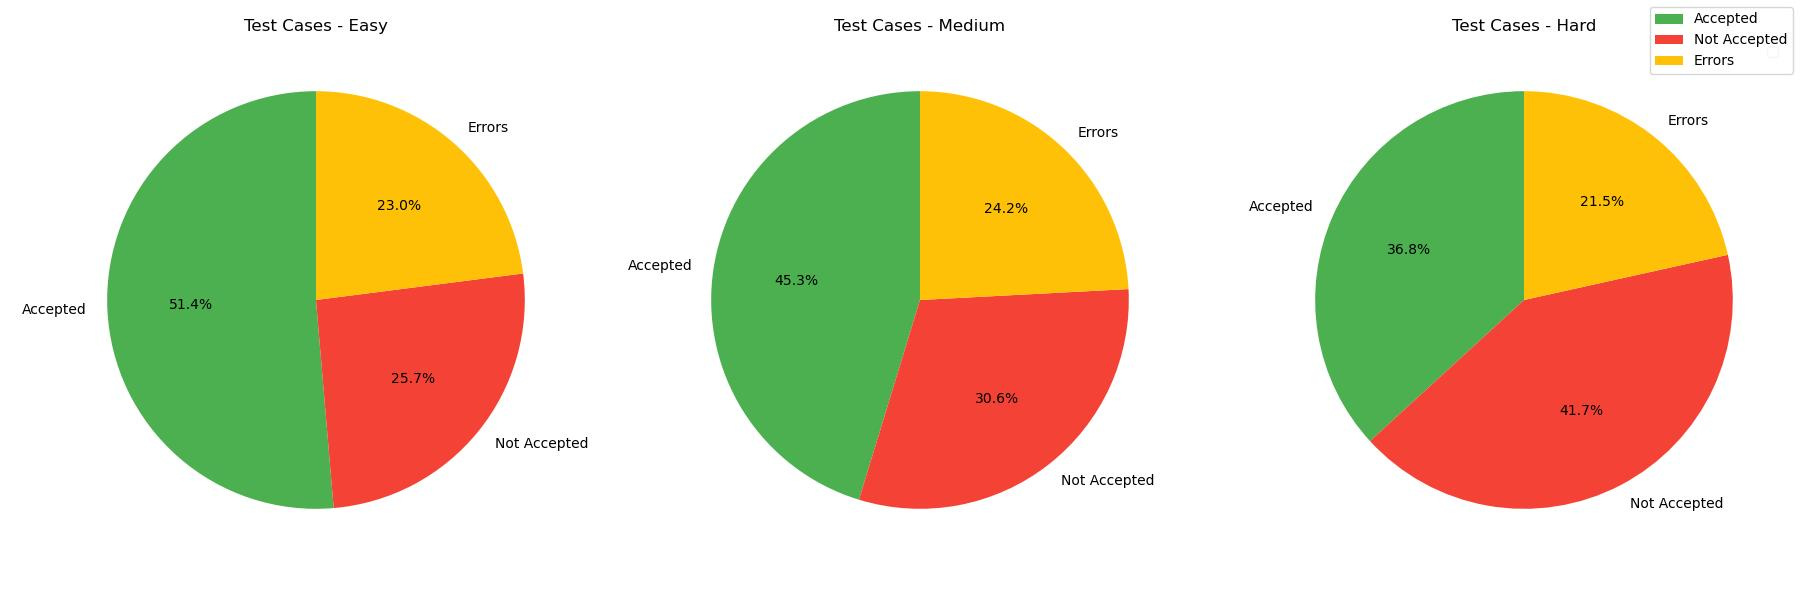 Test Cases - Easy
Errors
23.0%
Accepted
51.4%
25.7%
Not Accepted
Test Cases - Medium
Errors
24.2%
Accepted
45.3%
30.6%
Not Accepted
Test Cases - Hard
Errors
21.5%
Accepted
36.8%
41.7%
Not Accepted
Accepted
Not Accepted
Errors